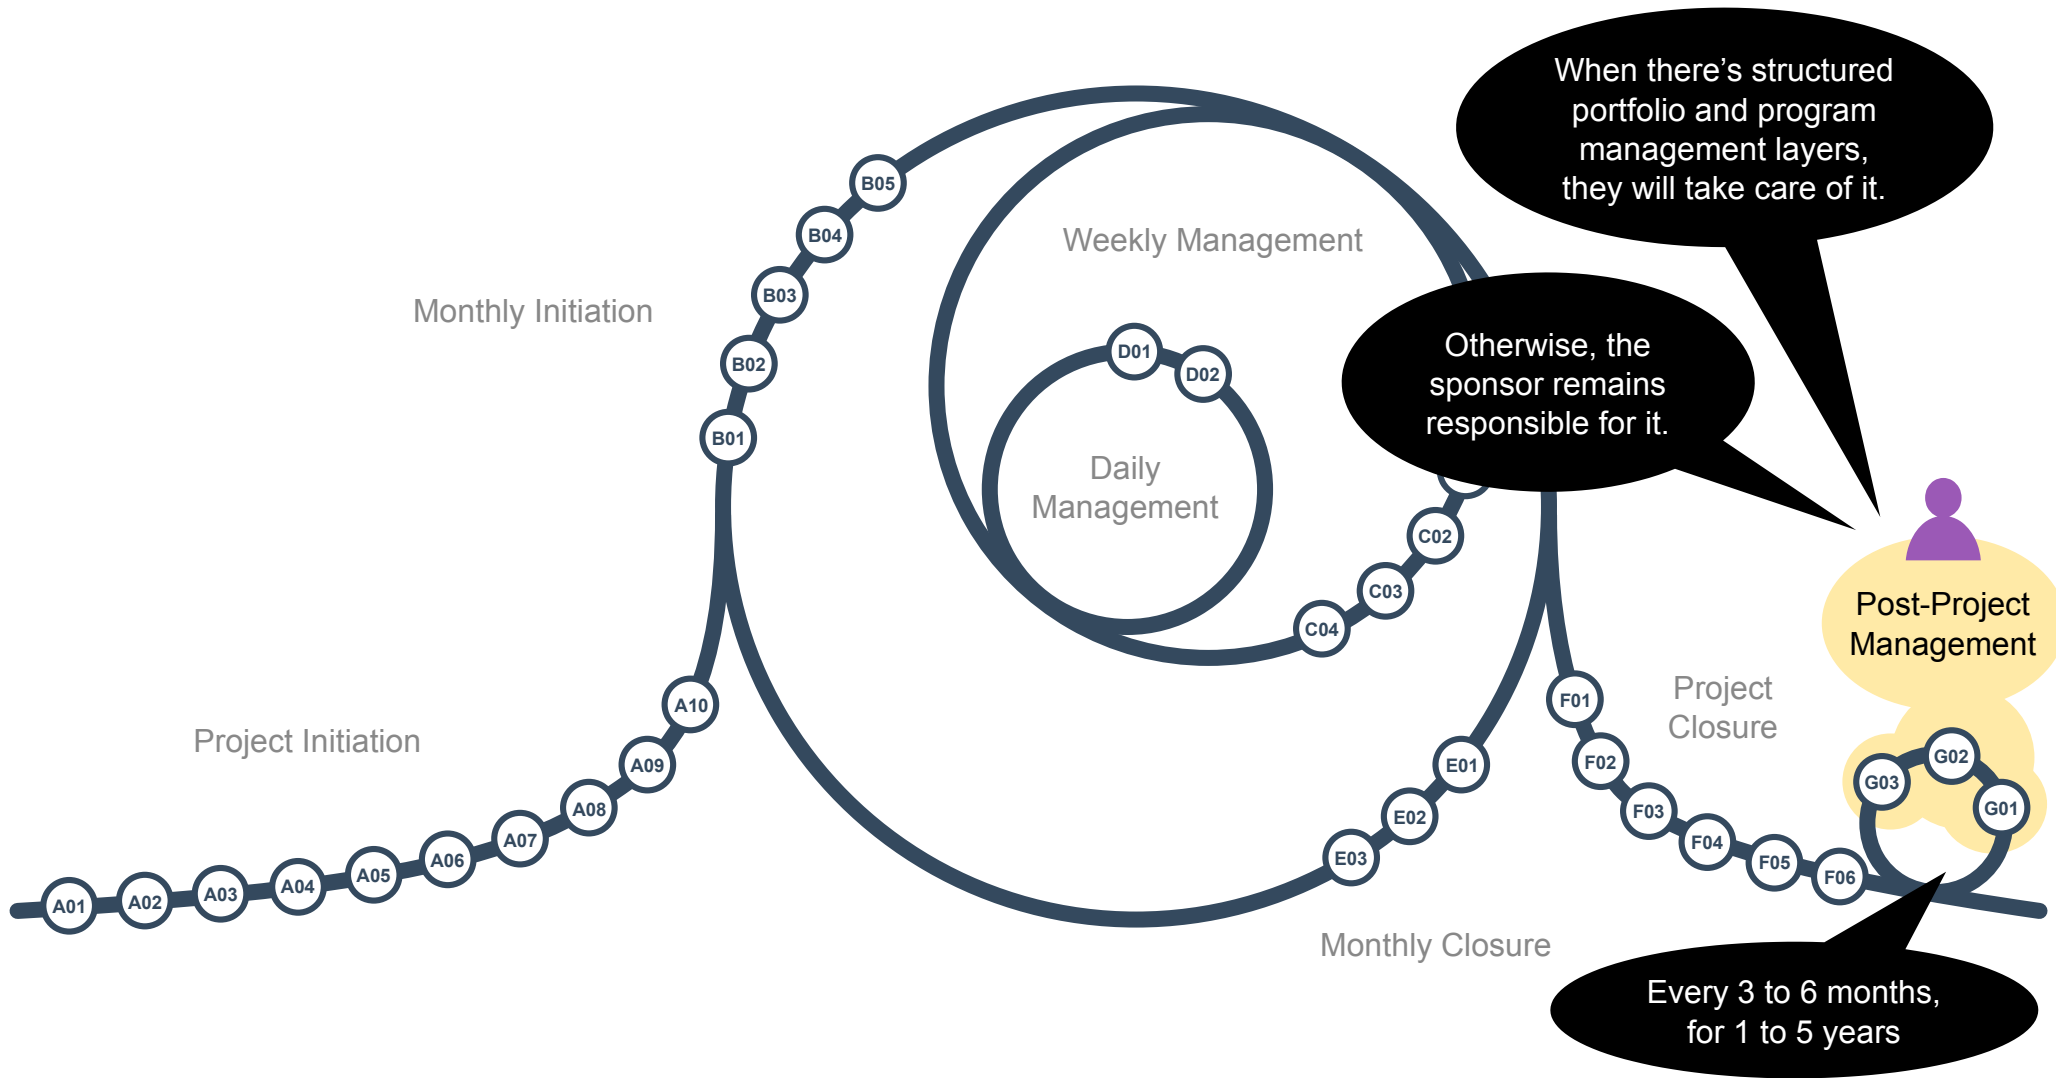 When there’s structured
portfolio and program
management layers,
they will take care of it.
B05
B04
Weekly Management
B03
Monthly Initiation
Otherwise, the
sponsor remains
responsible for it.
D01
D02
B02
B01
Daily
Management
C02
C03
C04
Post-Project
Management
Project
Closure
F01
A10
Project Initiation
G02
F02
E01
A09
G03
G01
A08
F03
E02
A07
F04
A06
E03
F05
A05
F06
A04
A03
A02
A01
Monthly Closure
Every 3 to 6 months,
for 1 to 5 years